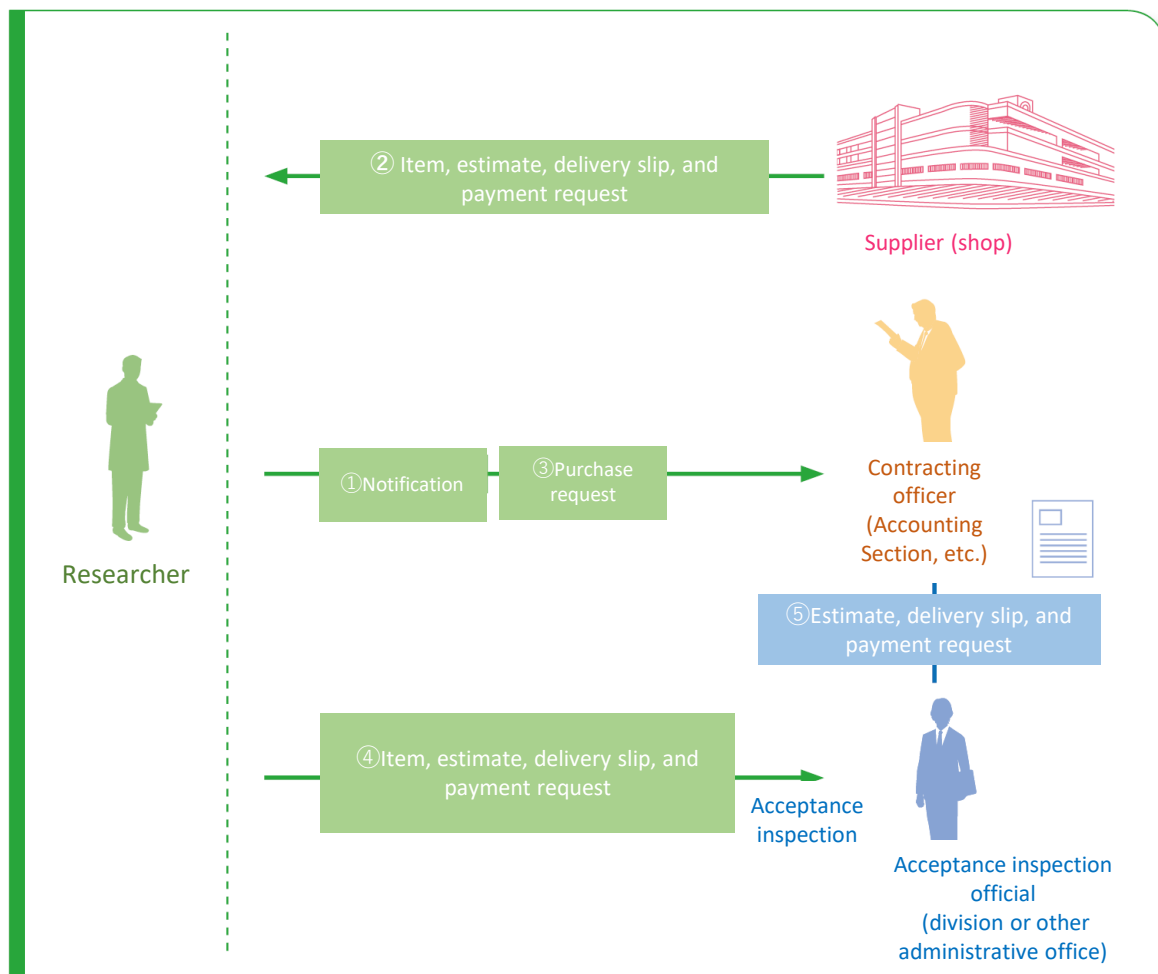 ② Item, estimate, delivery slip, and
payment request
Supplier (shop)
Researcher
①Notification
③Purchase
request
Contracting
officer
(Accounting
Section, etc.)
⑤Estimate, delivery slip, and
payment request
④Item, estimate, delivery slip, and
payment request
Acceptance
inspection
Acceptance inspection
official
(division or other
administrative office)